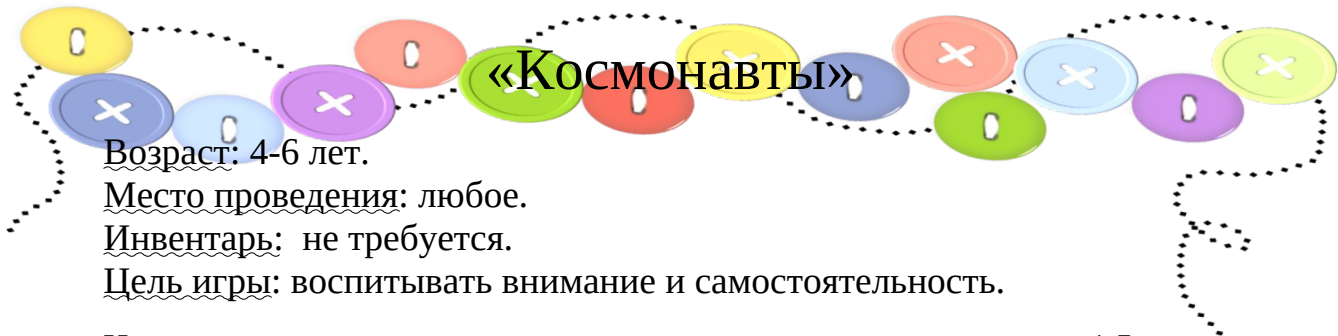 «Космонавты»
Возраст: 4-6 лет.
Место проведения: любое.
Инвентарь:  не требуется.
Цель игры: воспитывать внимание и самостоятельность.